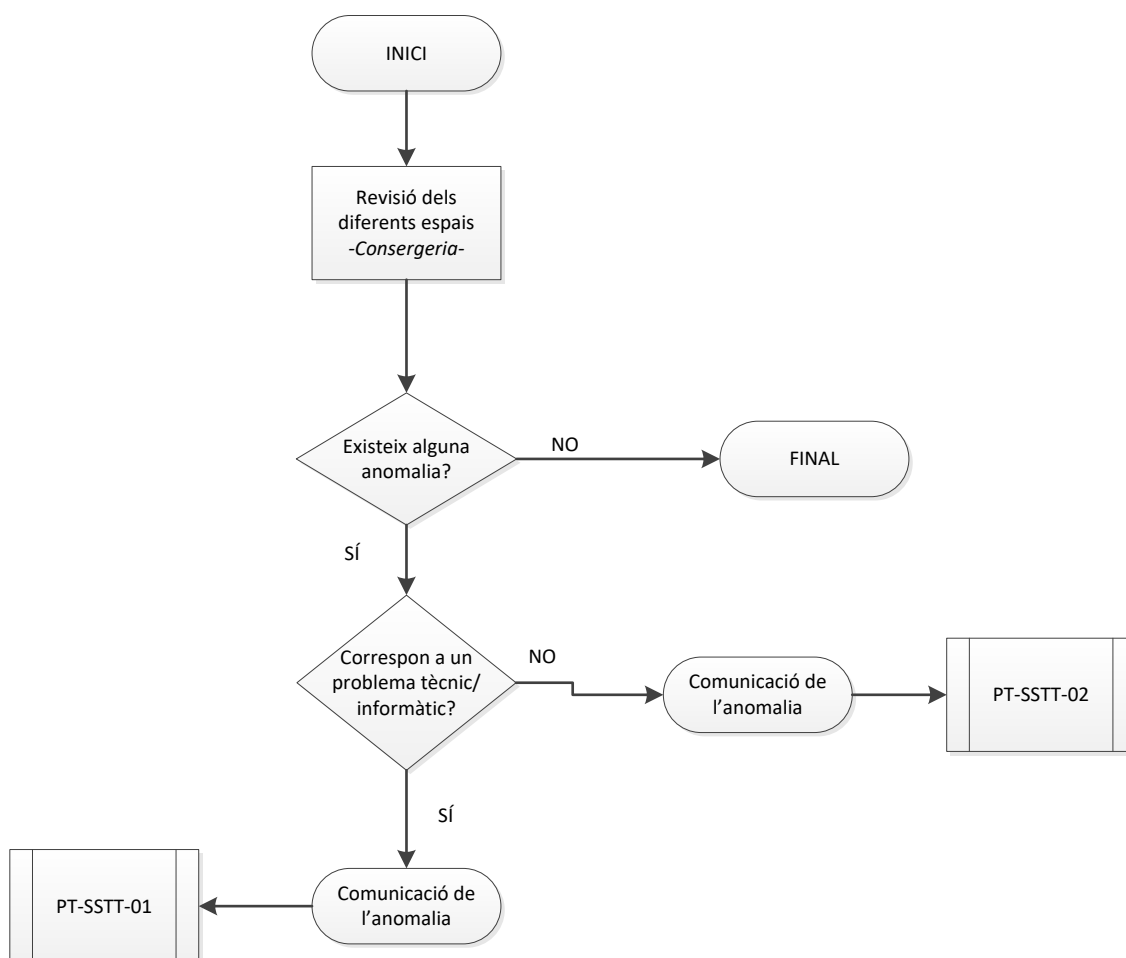 INICI
Revisió dels
diferents espais
-Consergeria-
Existeix alguna
anomalia?
NO
FINAL
SÍ
Correspon a un
problema tècnic/
informàtic?
NO
Comunicació de
l’anomalia
PT-SSTT-02
SÍ
PT-SSTT-01
Comunicació de
l’anomalia